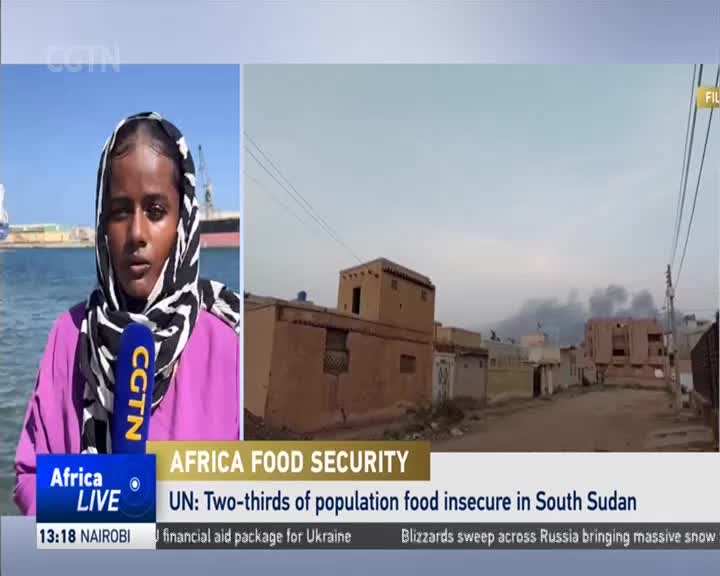 CGTN
FIL
CGTN
AFRICA FOOD SECURITY
Africa
LIVE
UN: Two-thirds of population food insecure in South Sudan
13:18 NAIROBI
financial aid package for Ukraine
Blizzards sweep across Russia bringing massive snow